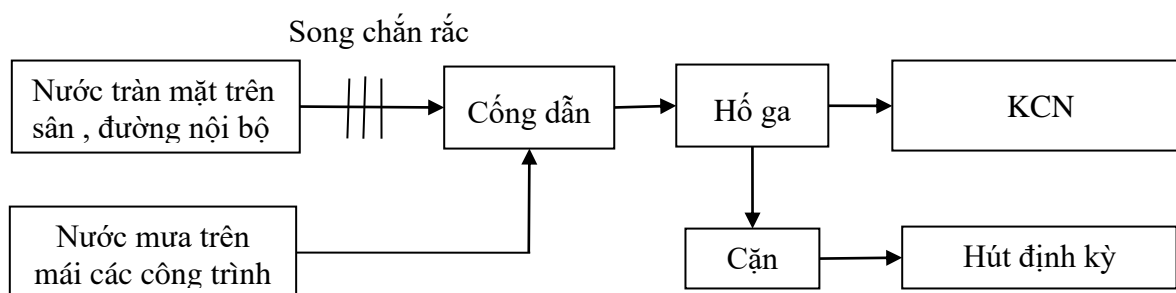 Song chắn rắc
Nước tràn mặt trên
sân , đường nội bộ
Cống dẫn
Hố ga
KCN
Nước mưa trên
mái các công trình
Cặn
Hút định kỳ